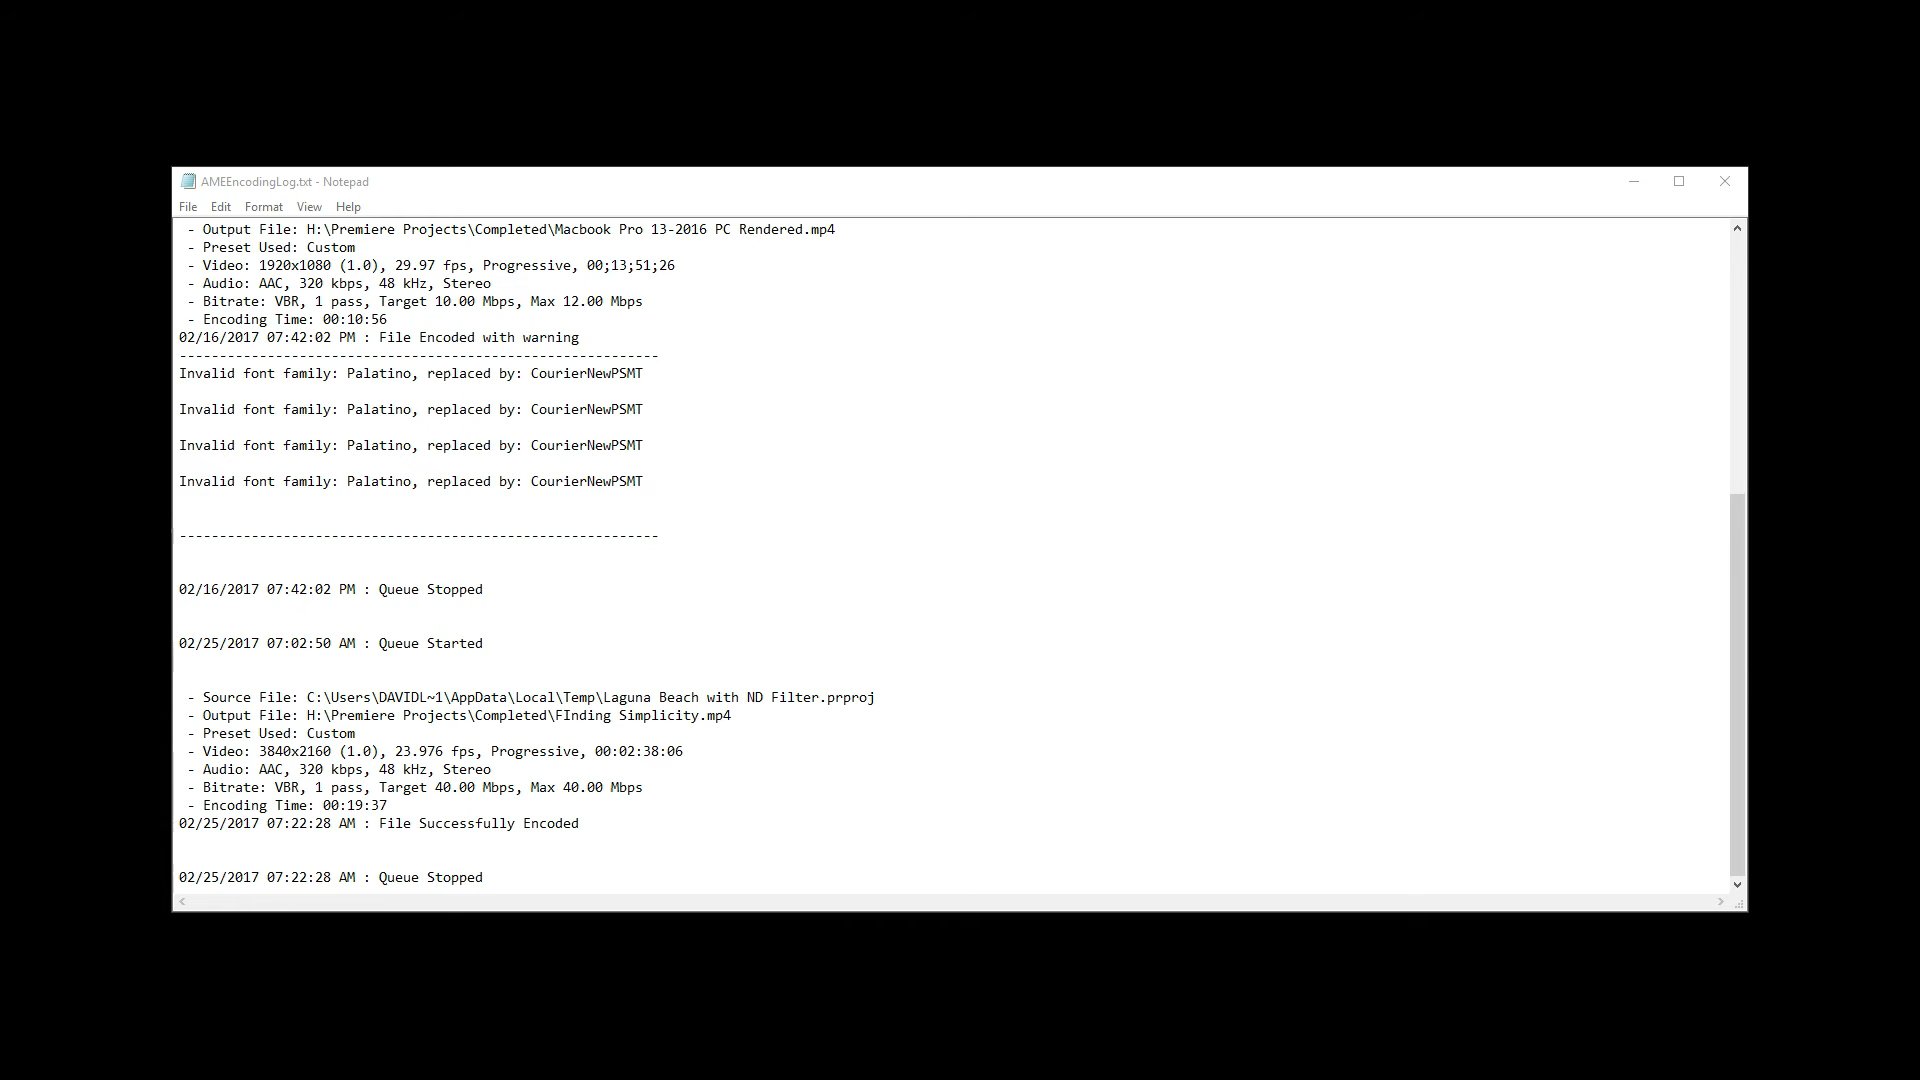 AMEEncodingLog.txt - Notepad
File Edit Format View Help
- Output File: H:\Premiere Projects\Completed\Macbook Pro 13-2016 PC Rendered.mp4
- Preset Used: Custom
- Video: 1920x1080 (1.0), 29.97 fps, Progressive, 00;13;51;26
- Audio: AAC, 320 kbps, 48 kHz, Stereo
- Bitrate: VBR, 1 pass, Target 10.00 Mbps, Max 12.00 Mbps
- Encoding Time: 00:10:56
02/16/2017 07:42:02 PM : File Encoded with warning
------------------------------------------------------------
Invalid font family: Palatino, replaced by: CourierNewPSMT
Invalid font family: Palatino, replaced by: CourierNewPSMT
Invalid font family: Palatino, replaced by: CourierNewPSMT
Invalid font family: Palatino, replaced by: CourierNewPSMT
------------------------------------------------------------
02/16/2017 07:42:02 PM : Queue Stopped
02/25/2017 07:02:50 AM : Queue Started
- Source File: C:\Users\DAVIDL~1\AppData\Local\Temp\Laguna Beach with ND Filter.prproj
- Output File: H:\Premiere Projects\Completed\FInding Simplicity.mp4
- Preset Used: Custom
- Video: 3840x2160 (1.0), 23.976 fps, Progressive, 00:02:38:06
- Audio: AAC, 320 kbps, 48 kHz, Stereo
- Bitrate: VBR, 1 pass, Target 40.00 Mbps, Max 40.00 Mbps
- Encoding Time: 00:19:37
02/25/2017 07:22:28 AM : File Successfully Encoded
02/25/2017 07:22:28 AM : Queue Stopped